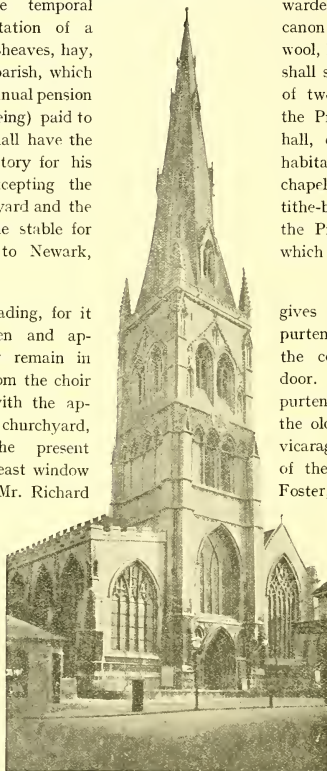 e temporal
tation of a
sheaves, hay,
parish, which
nual pension
eing) paid to
all have the
tory for his
cepting the
yard and the
e stable for
to Newark,
ading, for it
en and ap-
remain in
om the choir
with the ap-
churchyard,
he present
east window
Mr. Richard
warde
canon
wool,
shall s
of tw
the P
hall,
habita
chapel
tithe-b
the P
which
gives
purten
the c
door.
purten
the old
vicarag
of the
Foster